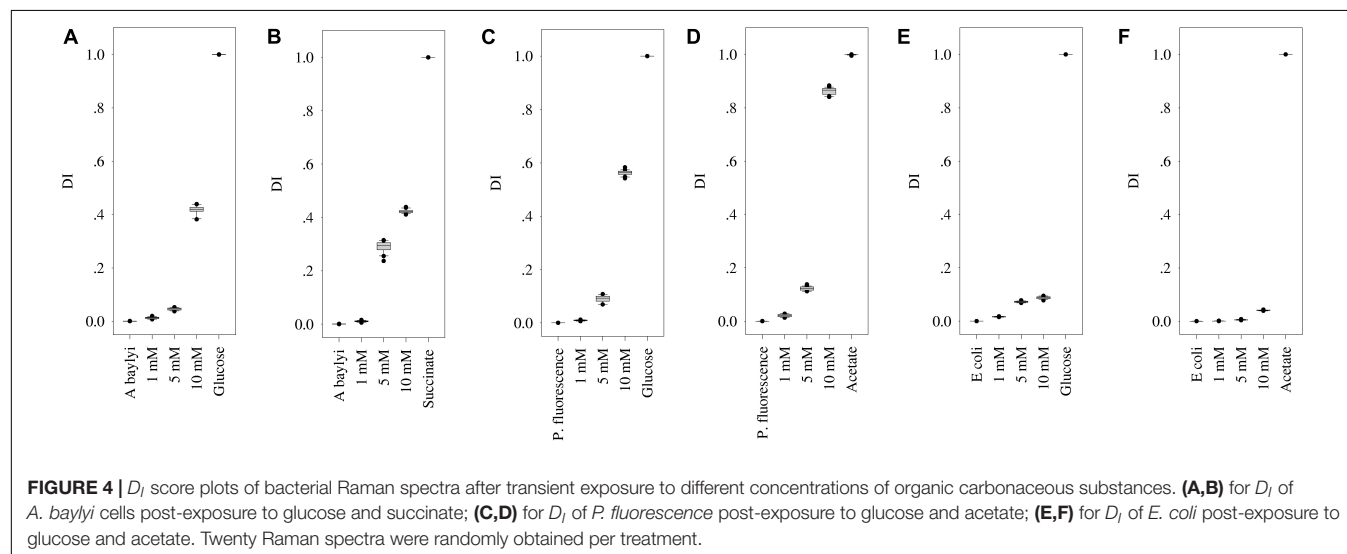 A
B
C
D
E
F
1.0
.8
.6
.4
.2
0.0
DI
A baylyi
1 mM
5 mM
10 mM
Glucose
1.0
.8
.6
.4
.2
0.0
DI
A baylyi
1 mM
5 mM
10 mM
Succinate
1.0
.8
.6
.4
.2
0.0
DI
P. fluorescence
1 mM
5 mM
10 mM
Glucose
1.0
.8
.6
.4
.2
0.0
DI
P. fluorescence
1 mM
5 mM
10 mM
Acetate
1.0
.8
.6
.4
.2
0.0
DI
E coli
1 mM
5 mM
10 mM
Glucose
1.0
.8
.6
.4
.2
0.0
DI
E coli
1 mM
5 mM
10 mM
Acetate
FIGURE 4 | D_I score plots of bacterial Raman spectra after transient exposure to different concentrations of organic carbonaceous substances. (A,B) for D_I of
A. baylyi cells post-exposure to glucose and succinate; (C,D) for D_I of P. fluorescence post-exposure to glucose and acetate; (E,F) for D_I of E. coli post-exposure to
glucose and acetate. Twenty Raman spectra were randomly obtained per treatment.